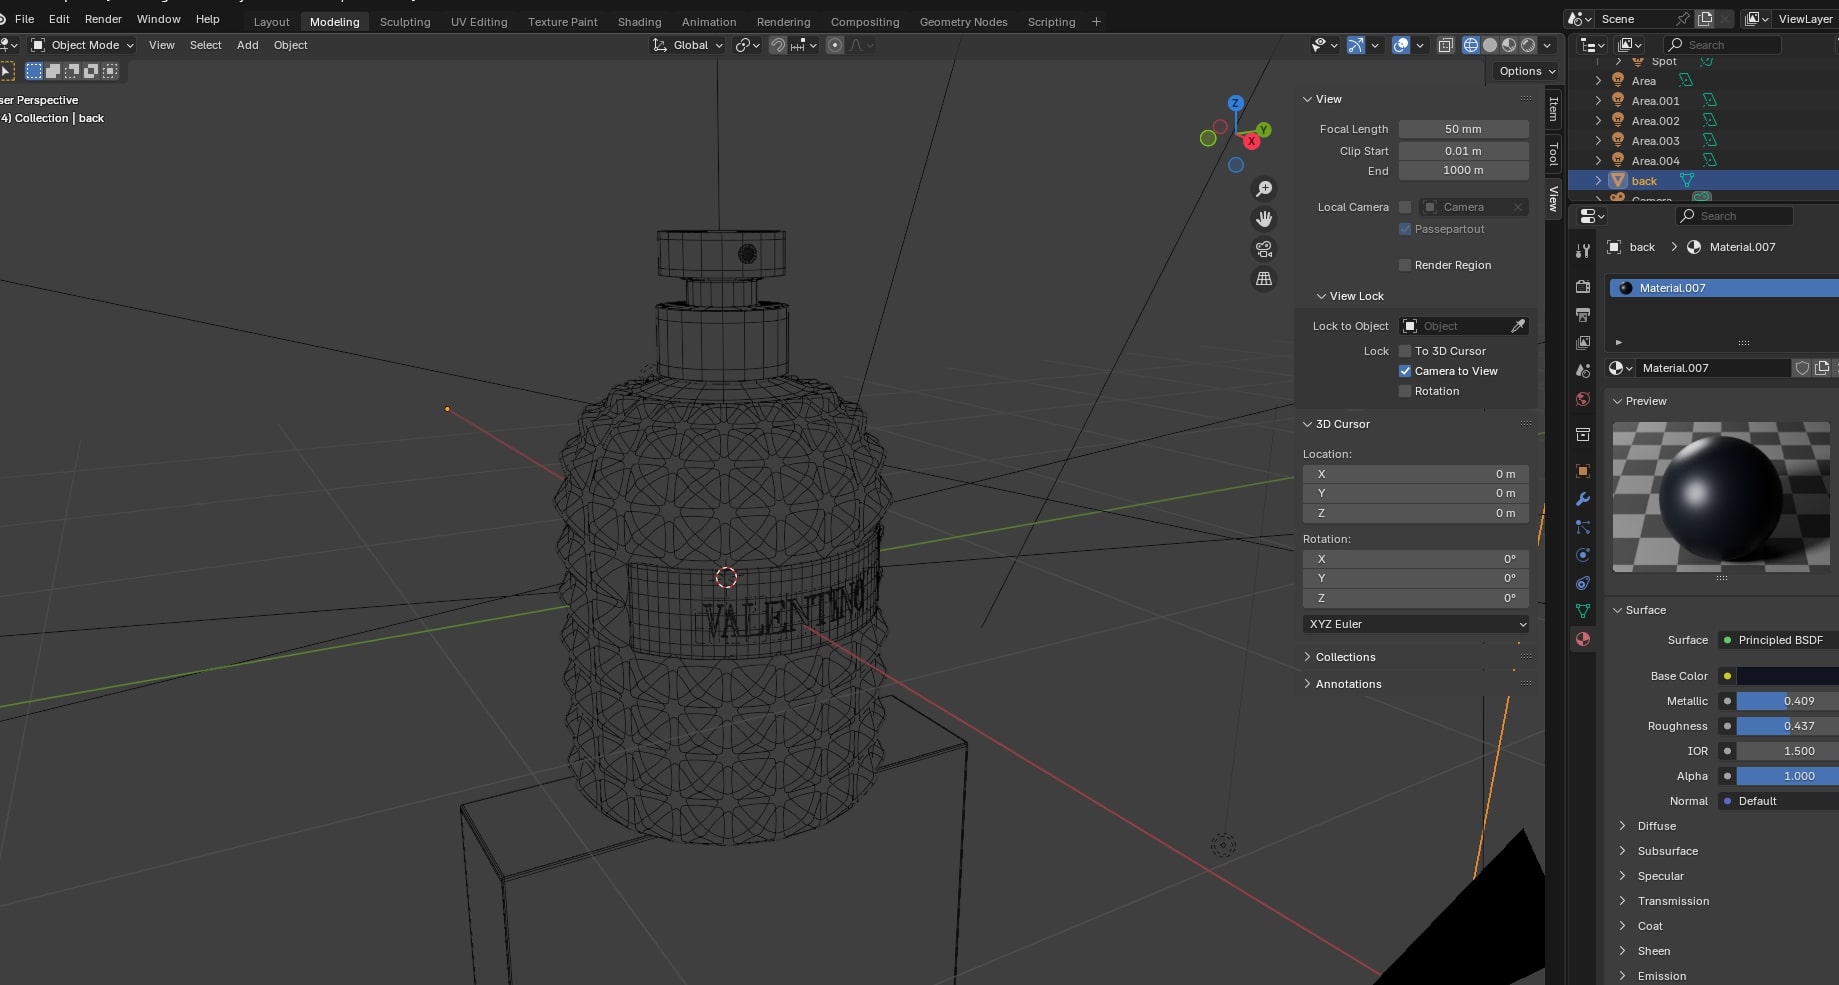 File Edit Render Window Help Layout Modeling Sculpting UV Editing Texture Paint Shading Animation Rendering Compositing Geometry Nodes Scripting + Scene ViewLayer
Object Mode View Select Add Object Global Search
Options
ser Perspective
4) Collection | back
Z
Y
X
VALENTINO
View
Focal Length 50 mm
Clip Start 0.01 m
End 1000 m
Local Camera Camera
Passepartout
Render Region
View Lock
Lock to Object Object
Lock To 3D Cursor
Camera to View
Rotation
3D Cursor
Location:
X 0 m
Y 0 m
Z 0 m
Rotation:
X 0°
Y 0°
Z 0°
XYZ Euler
Collections
Annotations
Item
Tool
View
Spot
Area
Area.001
Area.002
Area.003
Area.004
back
Camera
Search
back Material.007
Material.007
Material.007
Preview
Surface
Surface Principled BSDF
Base Color
Metallic 0.409
Roughness 0.437
IOR 1.500
Alpha 1.000
Normal Default
Diffuse
Subsurface
Specular
Transmission
Coat
Sheen
Emission